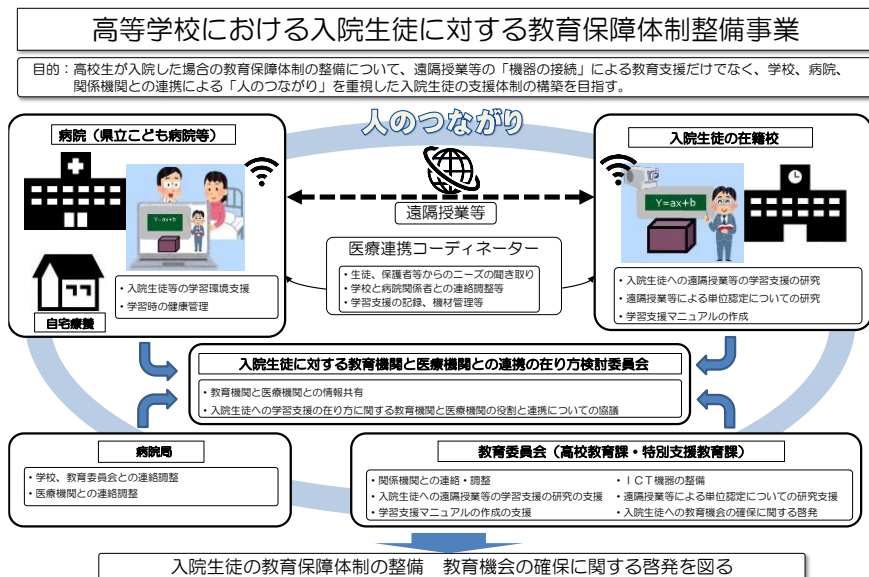 高等学校における入院生徒に対する教育保障体制整備事業
目的：高校生が入院した場合の教育保障体制の整備について、遠隔授業等の「機器の接続」による教育支援だけでなく、学校、病院、
関係機関との連携による「人のつながり」を重視した入院生徒の支援体制の構築を目指す。
人のつながり
病院（県立こども病院等）
Y=ax+b
自宅療養
・入院生徒等の学習環境支援
・学習時の健康管理
遠隔授業等
医療連携コーディネーター
・生徒、保護者等からのニーズの聞き取り
・学校と病院関係者との連絡調整等
・学習支援の記録、機材管理等
入院生徒の在籍校
Y=ax+b
・入院生徒への遠隔授業等の学習支援の研究
・遠隔授業等による単位認定についての研究
・学習支援マニュアルの作成
入院生徒に対する教育機関と医療機関との連携の在り方検討委員会
・教育機関と医療機関との情報共有
・入院生徒への学習支援の在り方に関する教育機関と医療機関の役割と連携についての協議
病院局
・学校、教育委員会との連絡調整
・医療機関との連絡調整
教育委員会（高校教育課・特別支援教育課）
・関係機関との連絡・調整
・入院生徒への遠隔授業等の学習支援の研究の支援
・学習支援マニュアルの作成の支援
・ＩＣＴ機器の整備
・遠隔授業等による単位認定についての研究支援
・入院生徒への教育機会の確保に関する啓発
入院生徒の教育保障体制の整備　教育機会の確保に関する啓発を図る